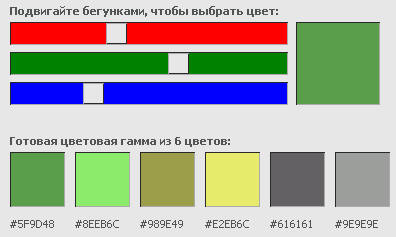 Подвигайте бегунками, чтобы выбрать цвет:
Готовая цветовая гамма из 6 цветов:
#5F9D48 #8EEB6C #989E49 #E2EB6C #616161 #9E9E9E